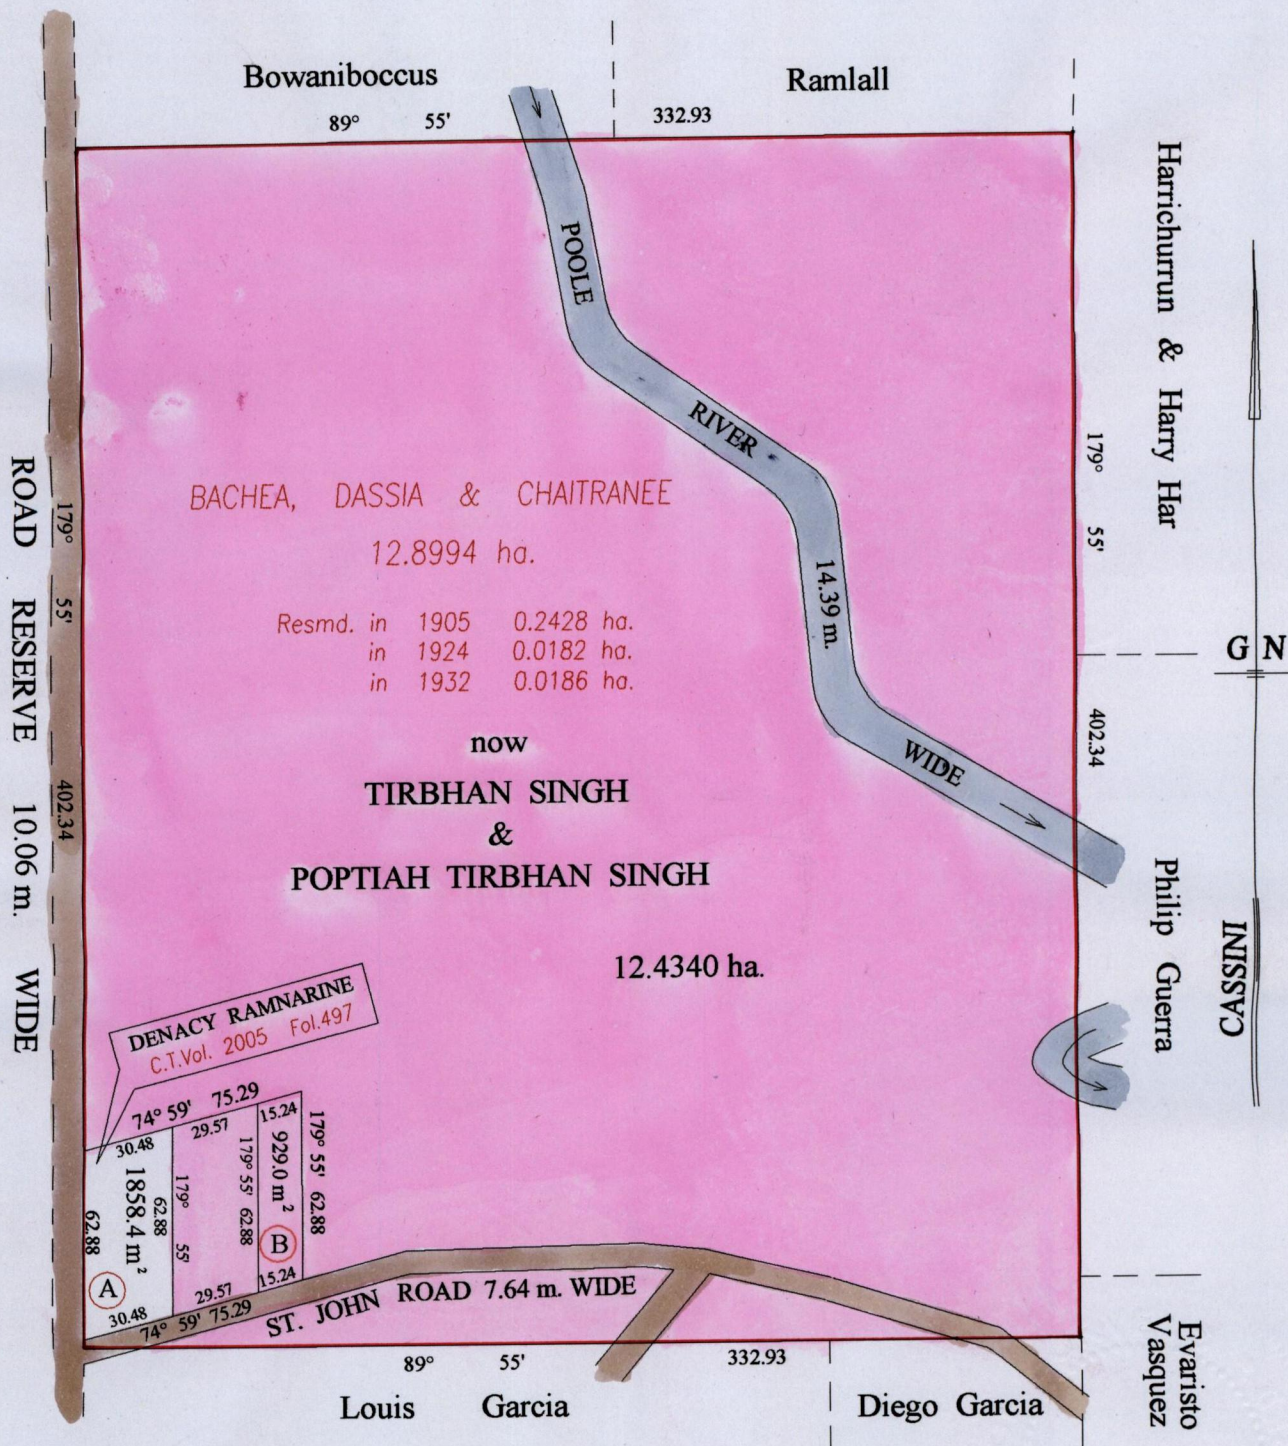 Bowaniboccus
Ramlall
89° 55'
332.93
POOLE
RIVER
14.39 m.
WIDE
Harrichurrun & Harry Har
179° 55'
402.34
Philip Guerra
Evaristo
Vasquez
G N
CASSINI
ROAD RESERVE 10.06 m. WIDE
179° 55' 402.34
BACHEA, DASSIA & CHAITRANEE
12.8994 ha.
Resmd. in 1905 0.2428 ha.
in 1924 0.0182 ha.
in 1932 0.0186 ha.
now
TIRBHAN SINGH
&
POPTIAH TIRBHAN SINGH
12.4340 ha.
DENACY RAMNARINE
C.T.Vol. 2005 Fol.497
74° 59' 75.29
30.48
29.57
15.24
62.88
1858.4 m²
62.88
179° 55'
179° 55' 62.88
929.0 m²
179° 55' 62.88
A
B
30.48
29.57
15.24
74° 59' 75.29
ST. JOHN ROAD 7.64 m. WIDE
89° 55'
332.93
Louis Garcia
Diego Garcia